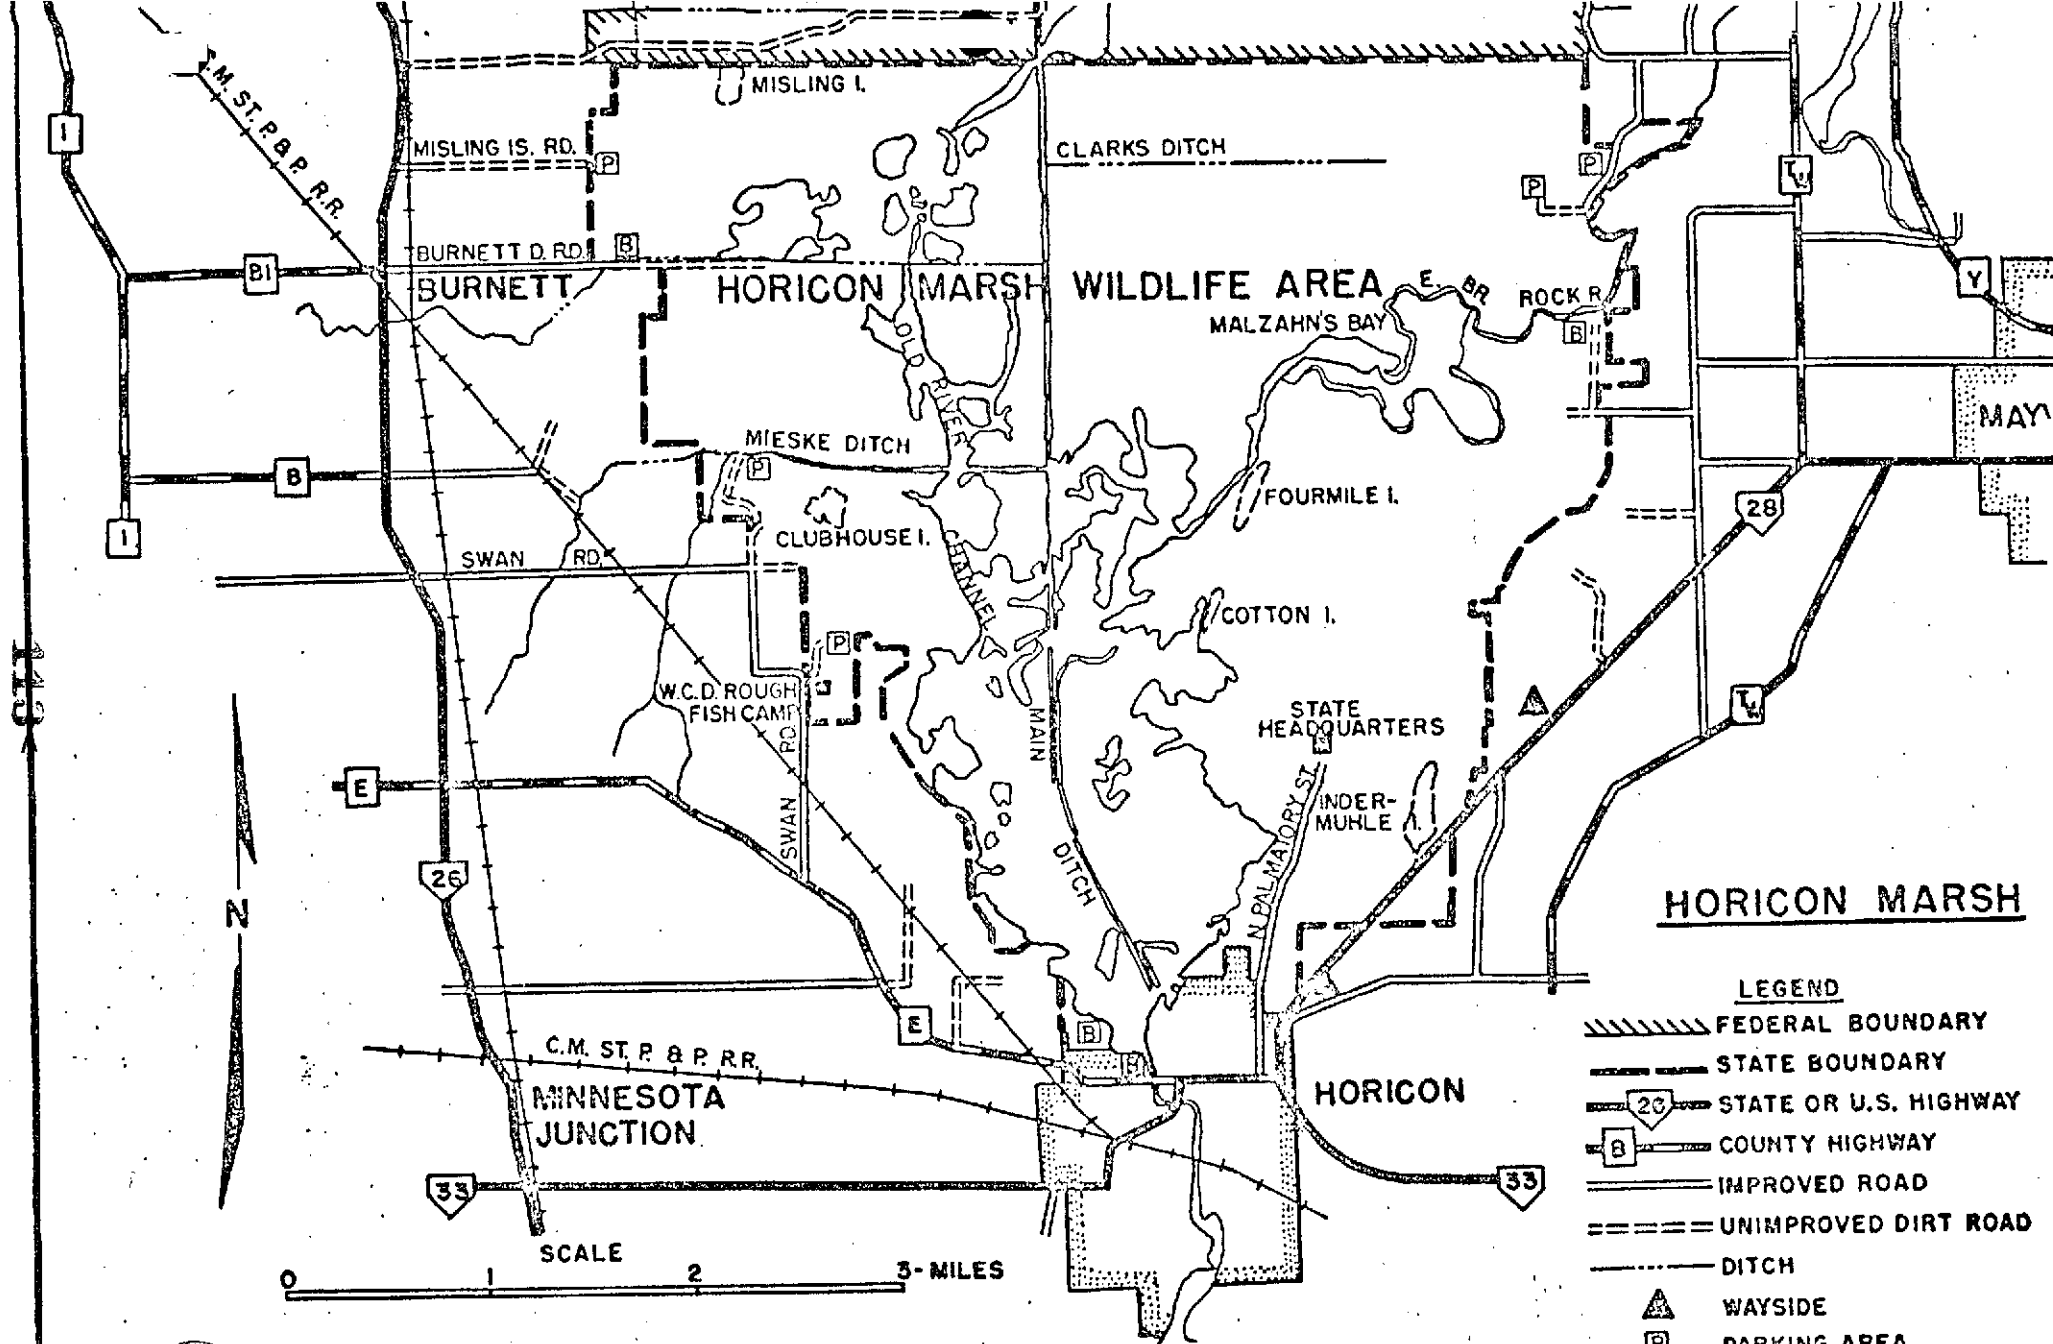 MISLING I.
C.M. ST. P. & P. R.R.
I
MISLING IS. RD.
P
CLARKS DITCH
P
P
BURNETT D. RD.
B
B1
BURNETT
HORICON MARSH WILDLIFE AREA
E. BR. ROCK R.
Y
MALZAHN'S BAY
B
OLD RIVER CHANNEL
MAY
MIESKE DITCH
P
B
FOURMILE I.
28
CLUBHOUSE I.
I
SWAN RD.
COTTON I.
P
W.C.D. ROUGH
FISH CAMP
MAIN DITCH
STATE
HEADQUARTERS
SWAN RD.
E
INDER-
MUHLE I.
N. PALMATORY ST.
26
N
HORICON MARSH
E
B
C.M. ST. P. & P. R.R.
MINNESOTA
JUNCTION
HORICON
33
33
SCALE
0 1 2 3-MILES
LEGEND
FEDERAL BOUNDARY
STATE BOUNDARY
26 STATE OR U.S. HIGHWAY
B COUNTY HIGHWAY
IMPROVED ROAD
UNIMPROVED DIRT ROAD
DITCH
WAYSIDE
P PARKING AREA